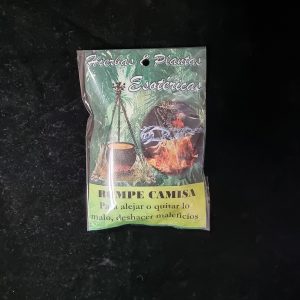 Hierbas & Plantas
Esotéricas
ROMPE CAMISA
Para alejar o quitar lo
malo, deshacer maleficios